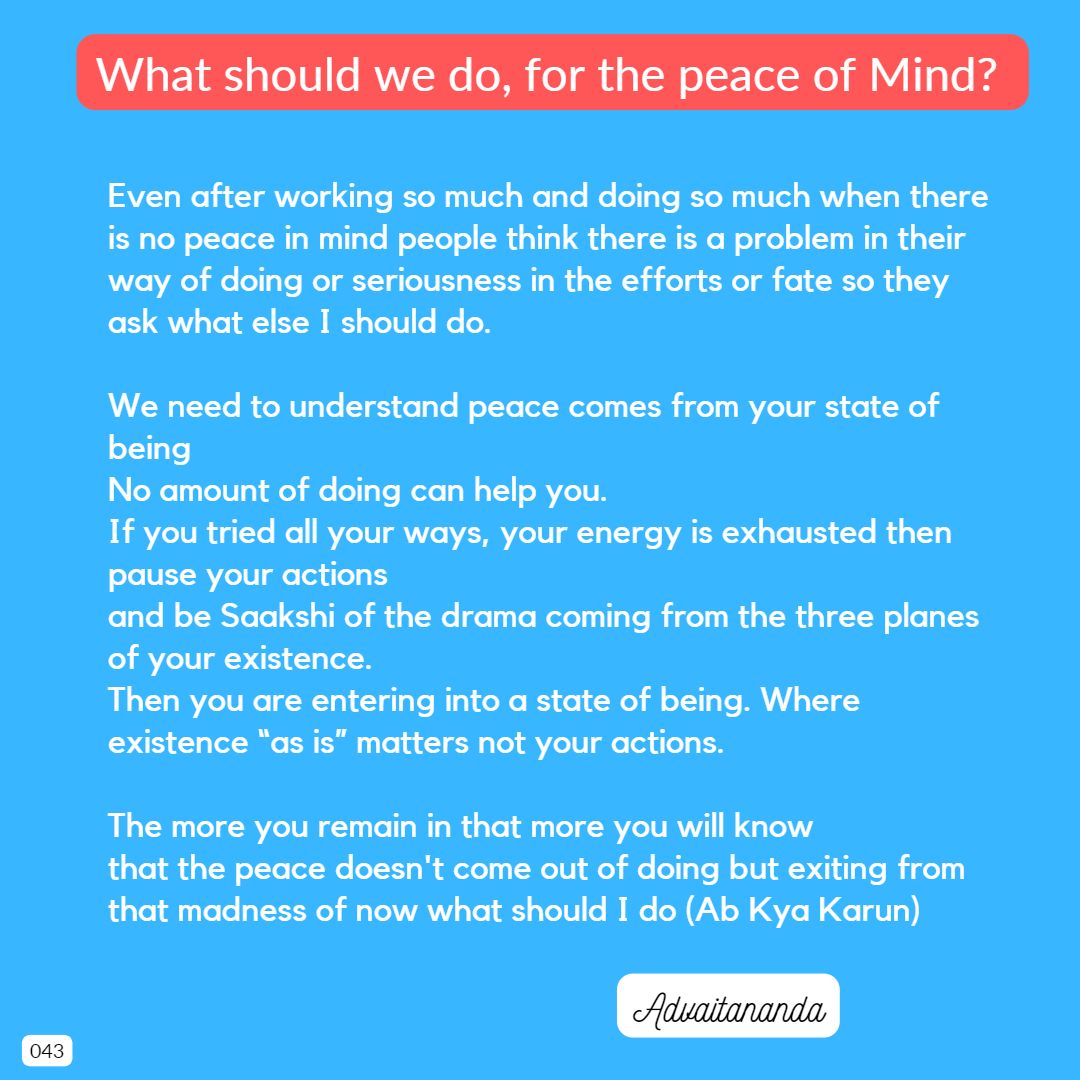 What should we do, for the peace of Mind?
Even after working so much and doing so much when there
is no peace in mind people think there is a problem in their
way of doing or seriousness in the efforts or fate so they
ask what else I should do.
We need to understand peace comes from your state of
being
No amount of doing can help you.
If you tried all your ways, your energy is exhausted then
pause your actions
and be Saakshi of the drama coming from the three planes
of your existence.
Then you are entering into a state of being. Where
existence “as is” matters not your actions.
The more you remain in that more you will know
that the peace doesn't come out of doing but exiting from
that madness of now what should I do (Ab Kya Karun)
Advaitananda
043